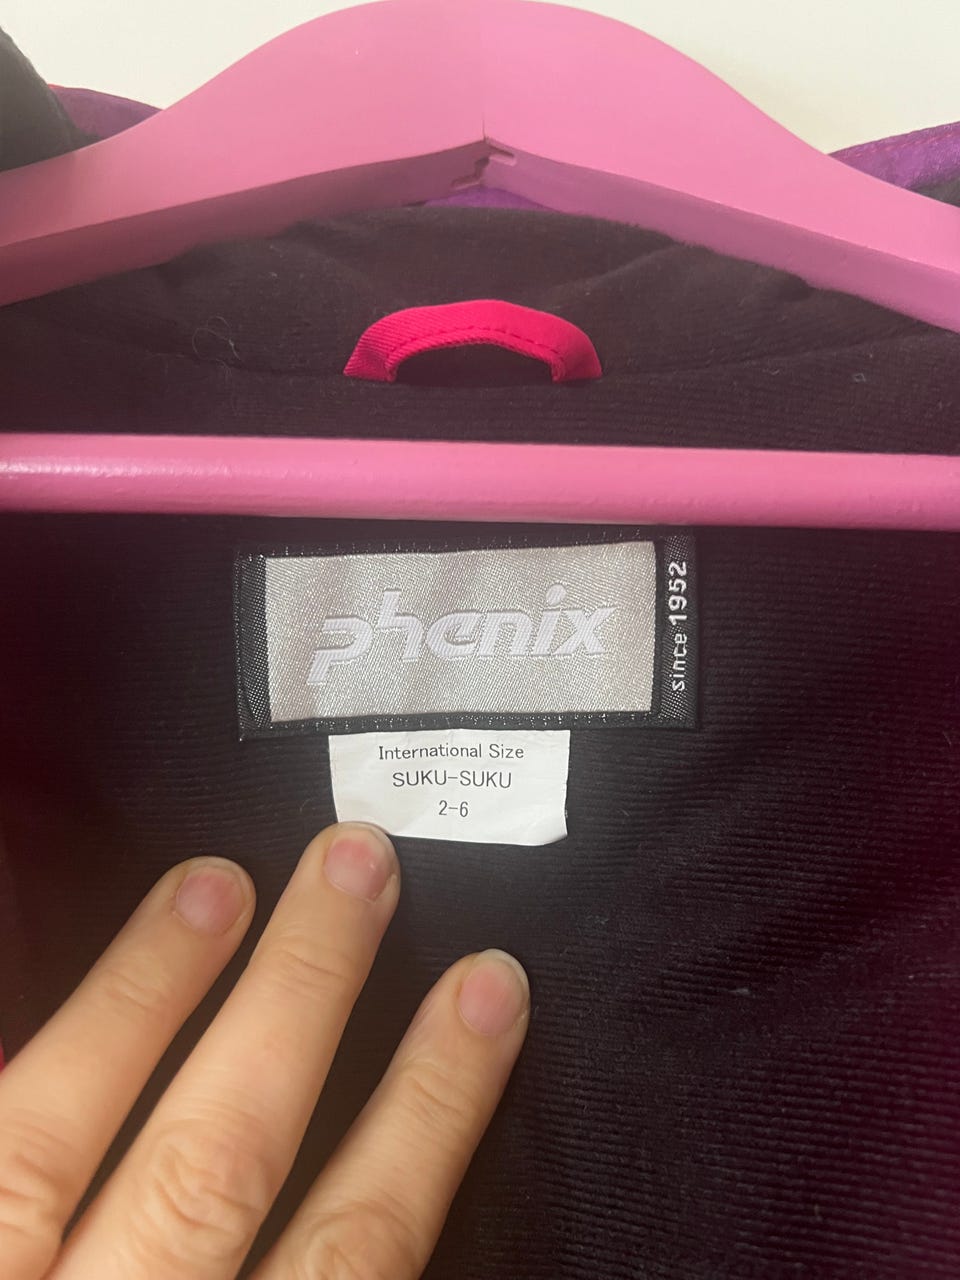 phenix
since 1952
International Size
SUKU-SUKU
2-6